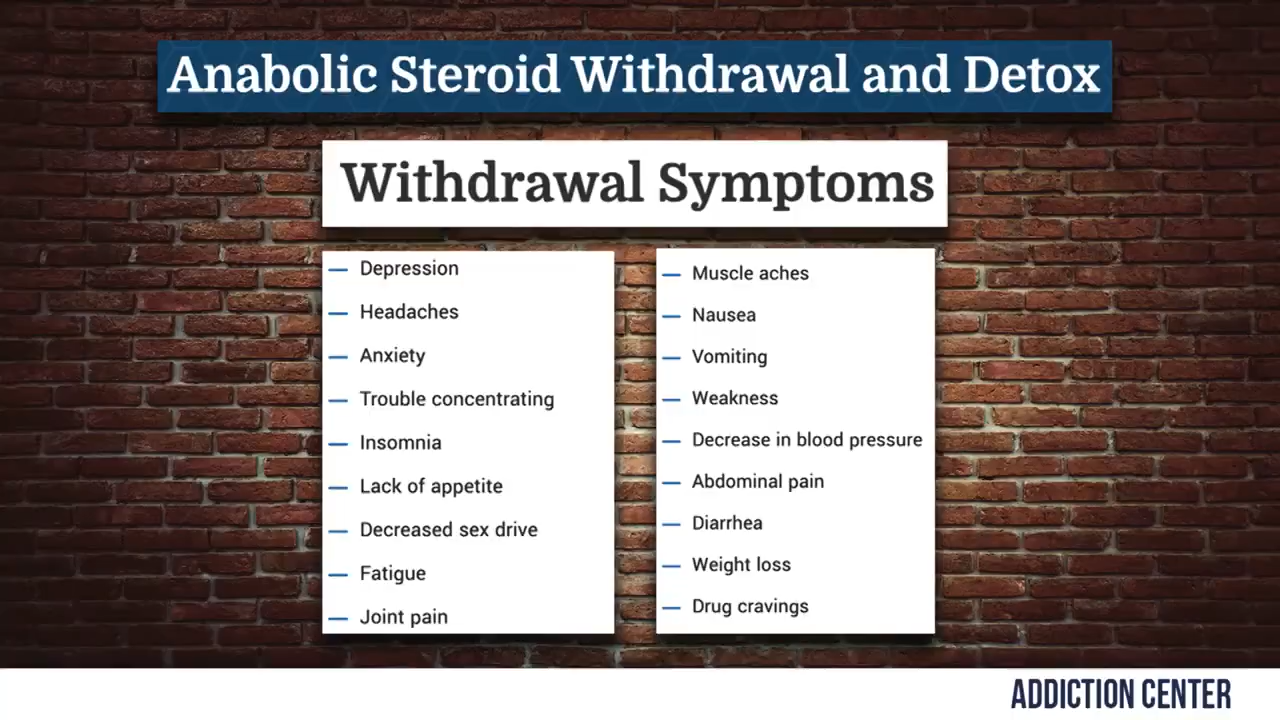 Anabolic Steroid Withdrawal and Detox
Withdrawal Symptoms
— Depression
— Headaches
— Anxiety
— Trouble concentrating
— Insomnia
— Lack of appetite
— Decreased sex drive
— Fatigue
— Joint pain
— Muscle aches
— Nausea
— Vomiting
— Weakness
— Decrease in blood pressure
— Abdominal pain
— Diarrhea
— Weight loss
— Drug cravings
ADDICTION CENTER